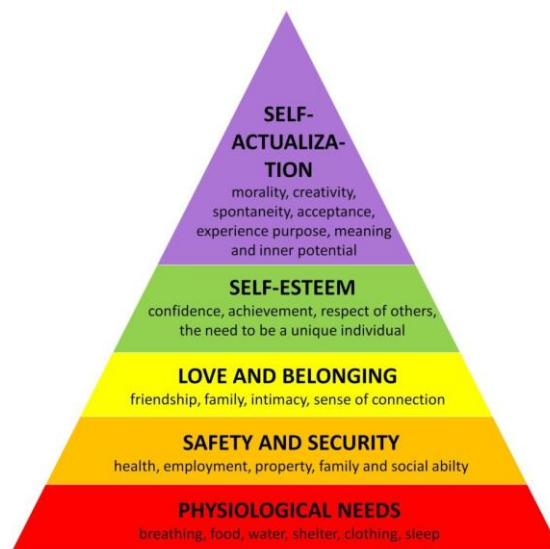 SELF-
ACTUALIZA-
TION
morality, creativity,
spontaneity, acceptance,
experience purpose, meaning
and inner potential
SELF-ESTEEM
confidence, achievement, respect of others,
the need to be a unique individual
LOVE AND BELONGING
friendship, family, intimacy, sense of connection
SAFETY AND SECURITY
health, employment, property, family and social abilty
PHYSIOLOGICAL NEEDS
breathing, food, water, shelter, clothing, sleep